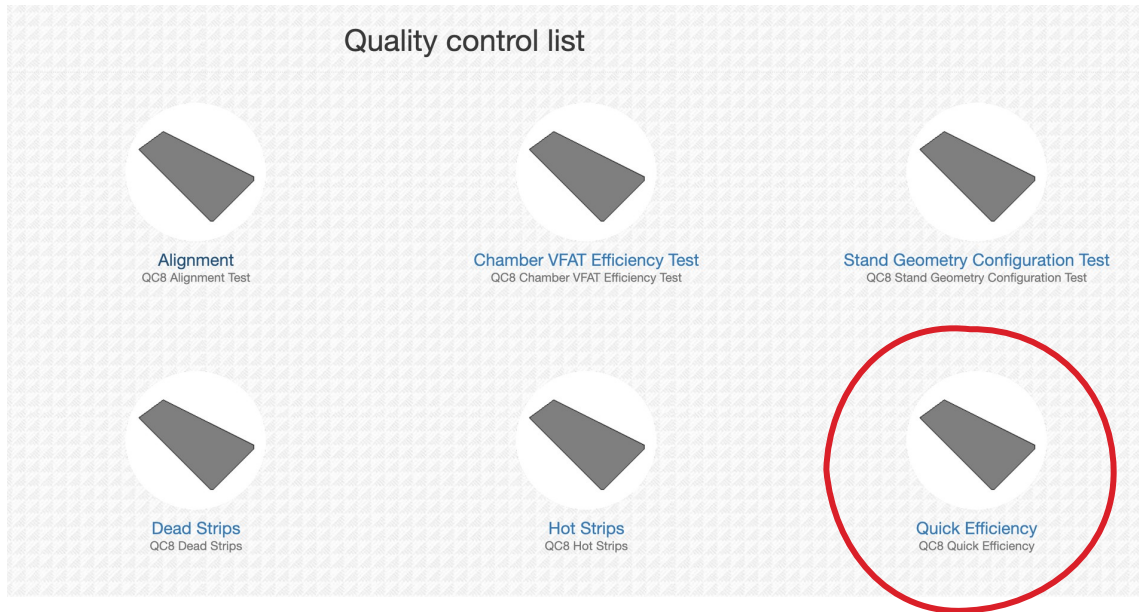 Quality control list
Alignment
QC8 Alignment Test
Chamber VFAT Efficiency Test
QC8 Chamber VFAT Efficiency Test
Stand Geometry Configuration Test
QC8 Stand Geometry Configuration Test
Dead Strips
QC8 Dead Strips
Hot Strips
QC8 Hot Strips
Quick Efficiency
QC8 Quick Efficiency